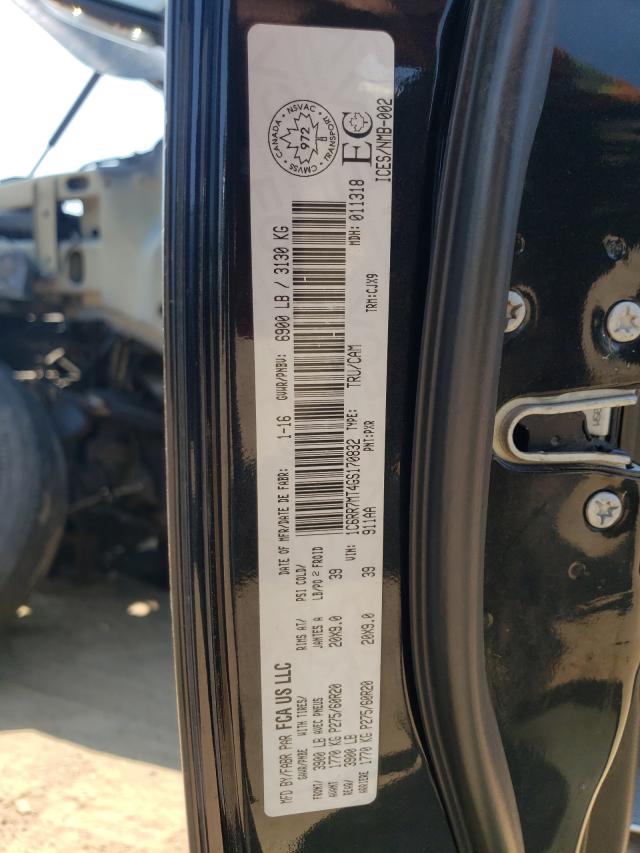 MFD BY/FABR PAR FCA US LLC
DATE OF MFR/DATE DE FABR: 1-16
GVWR/PNBV: 6900 LB / 3130 KG
GAWR/PNBE WITH TIRES/ RIMS AT/ PSI COLD/
FRONT/ 3900 LB AVEC PNEUS JANTES A LB/PO 2 FROID
AVANT 1770 KG P275/60R20 20X9.0 39
REAR/ 3900 LB
ARRIERE 1770 KG P275/60R20 20X9.0 39
VIN: 1C6RR7MT4GS170832 TYPE: TRU/CAM
911AA PNT:PXR TRM:CJX9
MDH: 011318
CMVSS · CANADA · NSVAC · TRANSPORT
972
EC
ICES/NMB-002